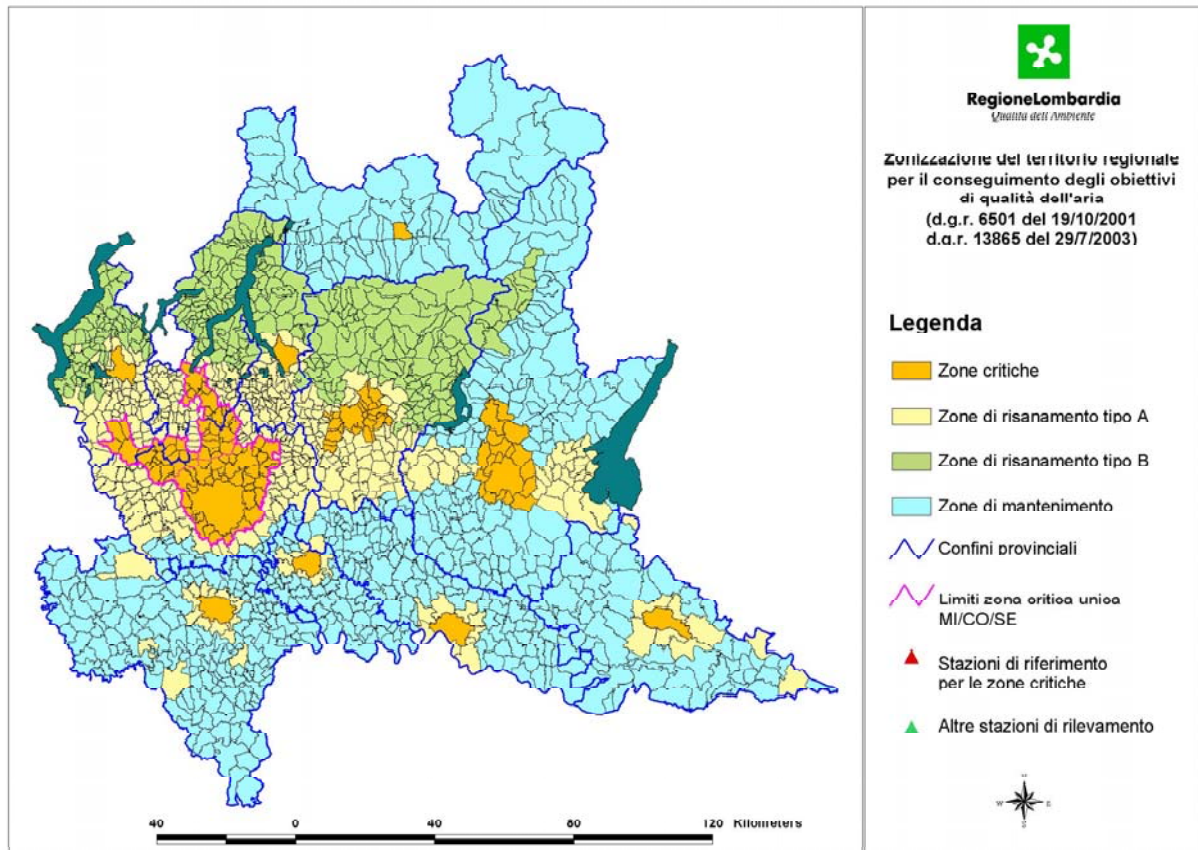 RegioneLombardia
Qualità dell'Ambiente
Zonizzazione del territorio regionale
per il conseguimento degli obiettivi
di qualità dell'aria
(d.g.r. 6501 del 19/10/2001
d.g.r. 13865 del 29/7/2003)
Legenda
Zone critiche
Zone di risanamento tipo A
Zone di risanamento tipo B
Zone di mantenimento
Confini provinciali
Limiti zona critica unica
MI/CO/SE
Stazioni di riferimento
per le zone critiche
Altre stazioni di rilevamento
W E
40 0 40 80 120 Kilometers